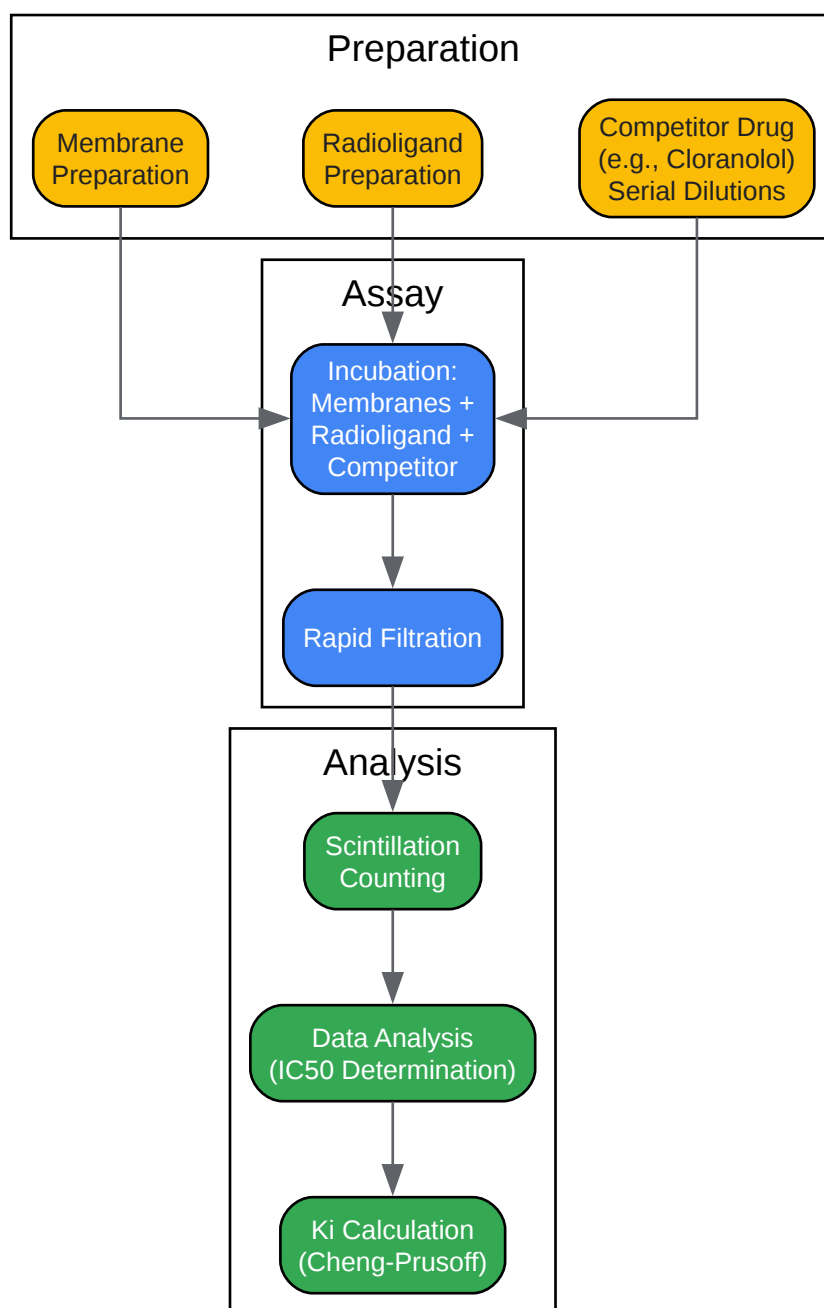 Preparation
Membrane
Preparation
Radioligand
Preparation
Competitor Drug
(e.g., Cloranolol)
Serial Dilutions
Assay
Incubation:
Membranes +
Radioligand +
Competitor
Rapid Filtration
Analysis
Scintillation
Counting
Data Analysis
(IC50 Determination)
Ki Calculation
(Cheng-Prusoff)